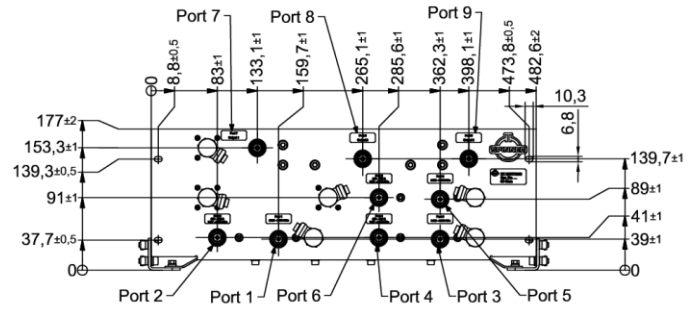 Port 7
Port 8
Port 9
0
8,8±0,5
83±1
133,1±1
159,7±1
265,1±1
285,6±1
362,3±1
398,1±1
473,8±0,5
482,6±2
10,3
6,8
177±2
153,3±1
139,3±0,5
91±1
37,7±0,5
0
SPINNER
139,7±1
89±1
41±1
39±1
0
Port 2
Port 1
Port 6
Port 4
Port 3
Port 5